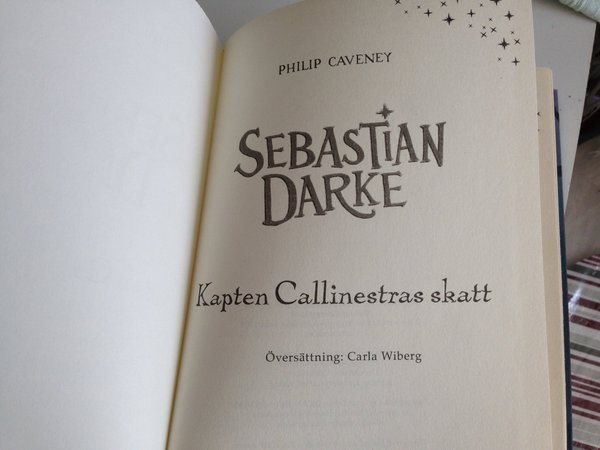 PHILIP CAVENEY
SEBASTIAN
DARKE
Kapten Callinestras skatt
Översättning: Carla Wiberg